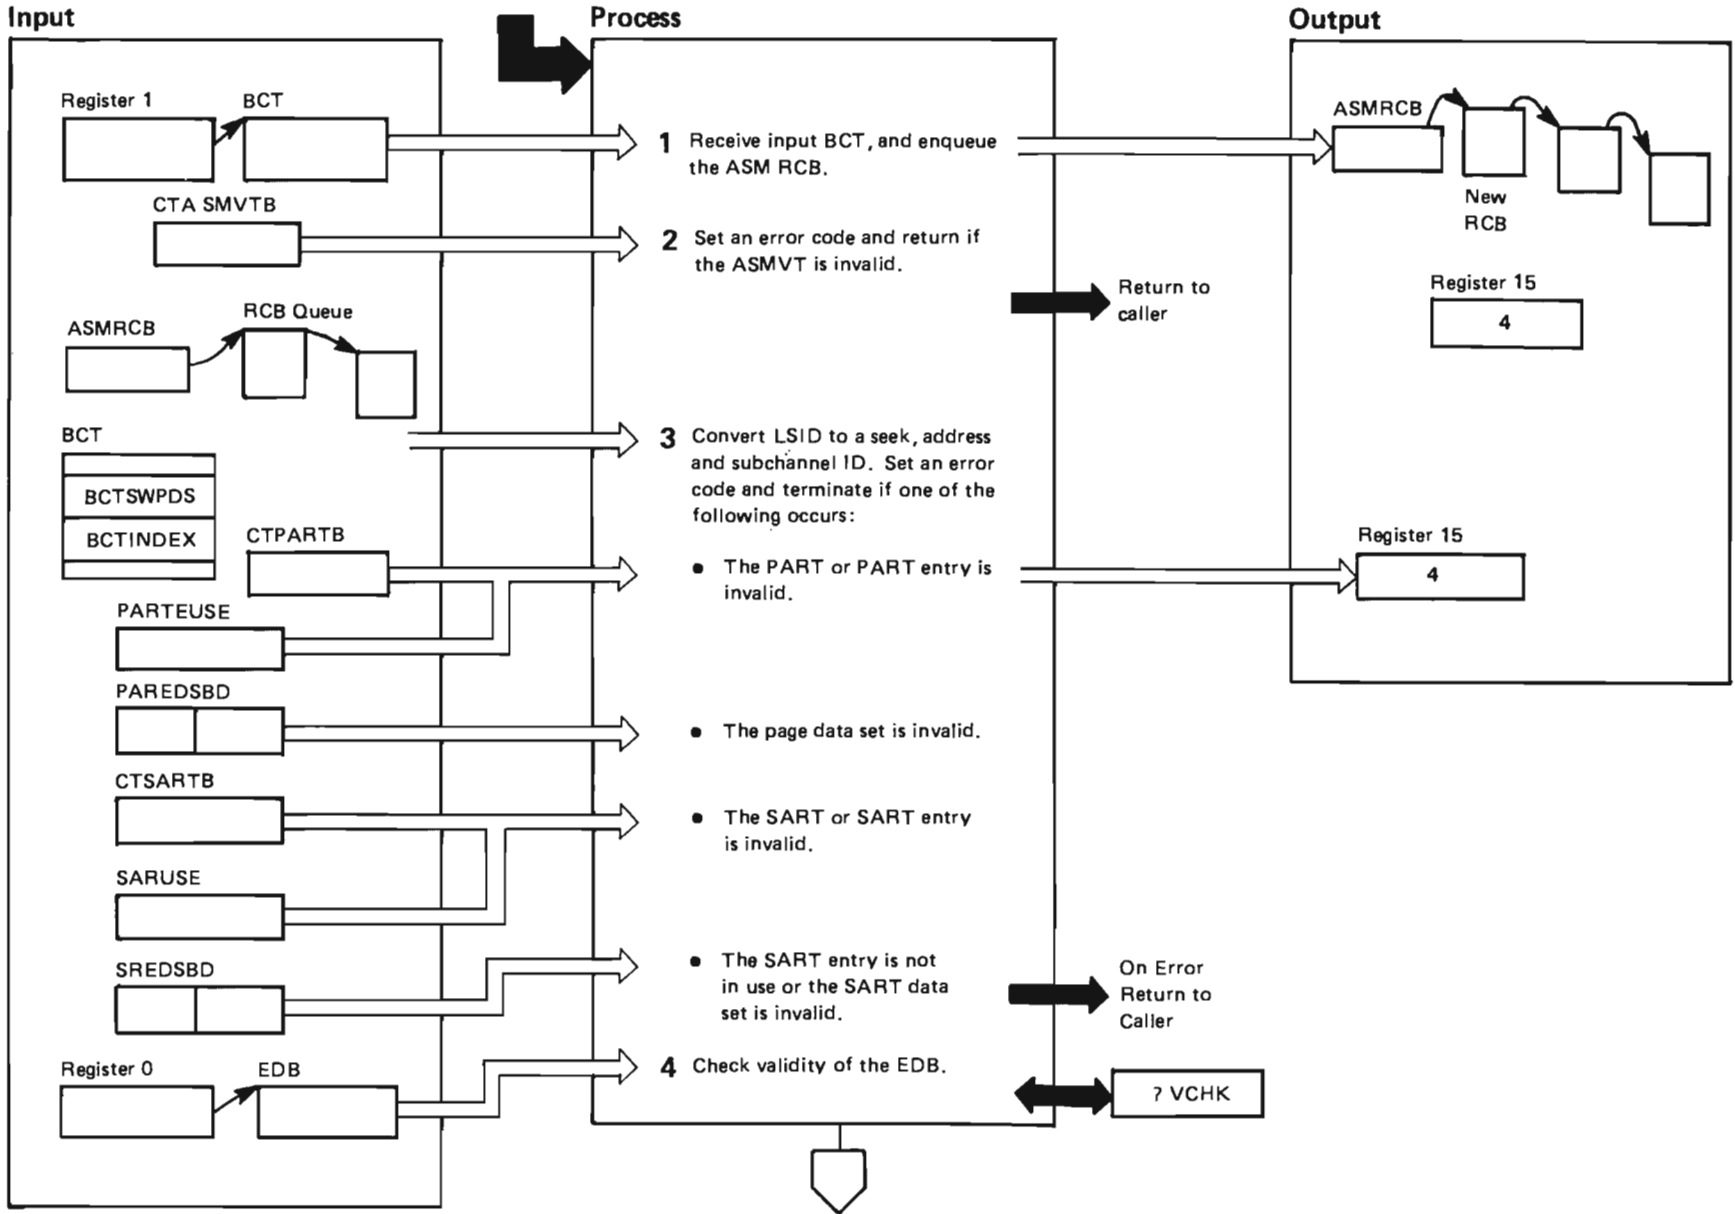 Input
Process
Output
Register 1
BCT
CTA SMVTB
ASMRCB
RCB Queue
BCT
BCTSWPDS
BCTINDEX
CTPARTB
PARTEUSE
PAREDSBD
CTSARTB
SARUSE
SREDSBD
Register 0
EDB
1 Receive input BCT, and enqueue
the ASM RCB.
2 Set an error code and return if
the ASMVT is invalid.
Return to
caller
3 Convert LSID to a seek, address
and subchannel ID. Set an error
code and terminate if one of the
following occurs:
• The PART or PART entry is
invalid.
• The page data set is invalid.
• The SART or SART entry
is invalid.
• The SART entry is not
in use or the SART data
set is invalid.
On Error
Return to
Caller
4 Check validity of the EDB.
? VCHK
ASMRCB
New
RCB
Register 15
4
Register 15
4